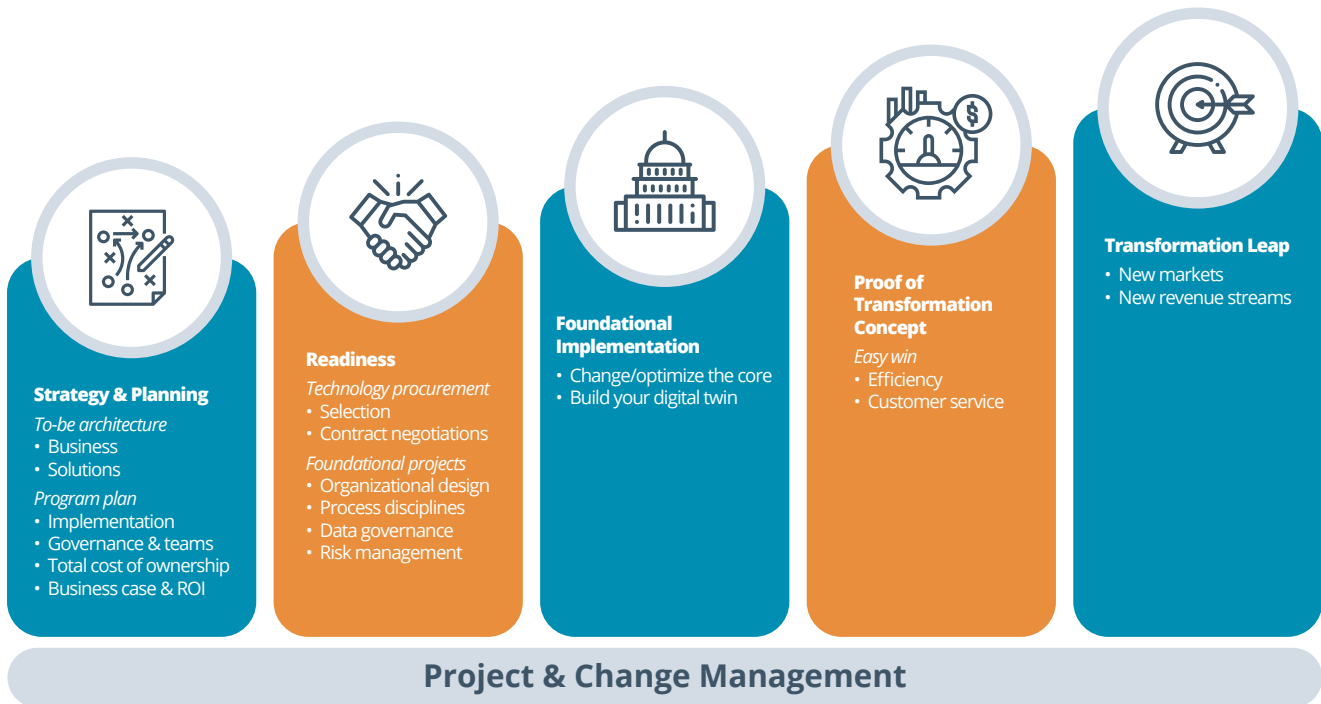 Strategy & Planning
To-be architecture
• Business
• Solutions
Program plan
• Implementation
• Governance & teams
• Total cost of ownership
• Business case & ROI
Readiness
Technology procurement
• Selection
• Contract negotiations
Foundational projects
• Organizational design
• Process disciplines
• Data governance
• Risk management
Foundational
Implementation
• Change/optimize the core
• Build your digital twin
$
Proof of
Transformation
Concept
Easy win
• Efficiency
• Customer service
Transformation Leap
• New markets
• New revenue streams
Project & Change Management